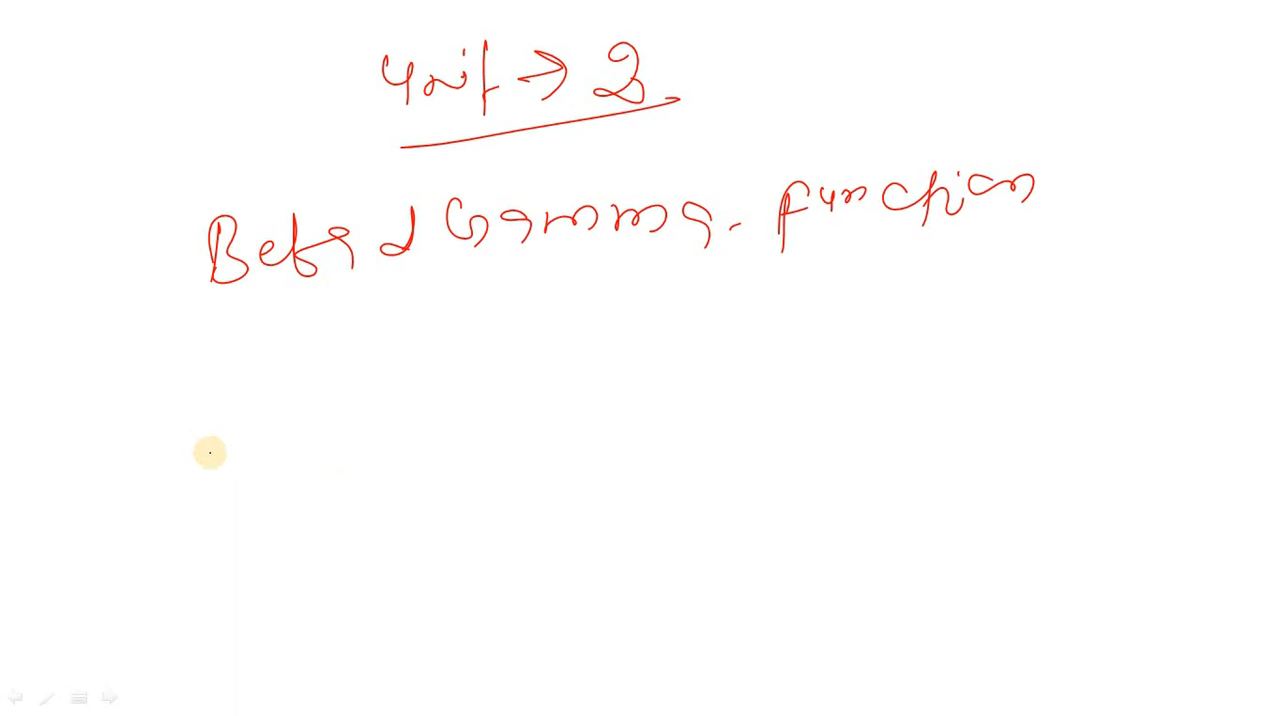 Unit → 2
Beta & Gamma. function